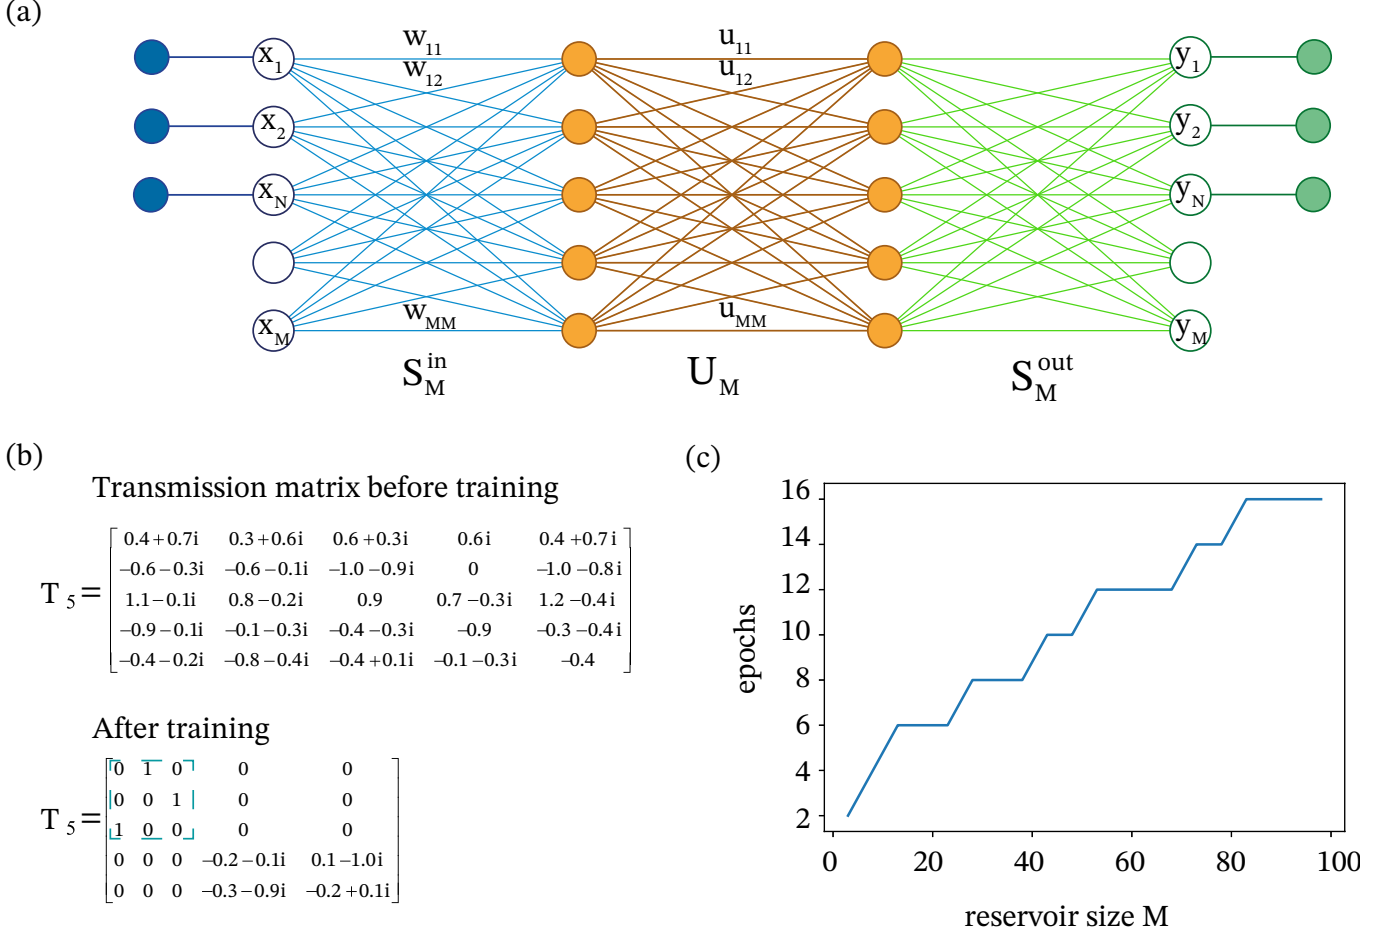 (a)
w11 u11
x1 y1
w12 u12
x2 y2
xN yN
wMM uMM
xM yM
S_M^in U_M S_M^out
(b)
Transmission matrix before training
0.4+0.7i 0.3+0.6i 0.6+0.3i 0.6i 0.4+0.7i
−0.6−0.3i −0.6−0.1i −1.0−0.9i 0 −1.0−0.8i
T5= 1.1−0.1i 0.8−0.2i 0.9 0.7−0.3i 1.2−0.4i
−0.9−0.1i −0.1−0.3i −0.4−0.3i −0.9 −0.3−0.4i
−0.4−0.2i −0.8−0.4i −0.4+0.1i −0.1−0.3i −0.4
After training
0 1 0 0 0
0 0 1 0 0
T5= 1 0 0 0 0
0 0 0 −0.2−0.1i 0.1−1.0i
0 0 0 −0.3−0.9i −0.2+0.1i
(c)
epochs
16
14
12
10
8
6
4
2
0 20 40 60 80 100
reservoir size M